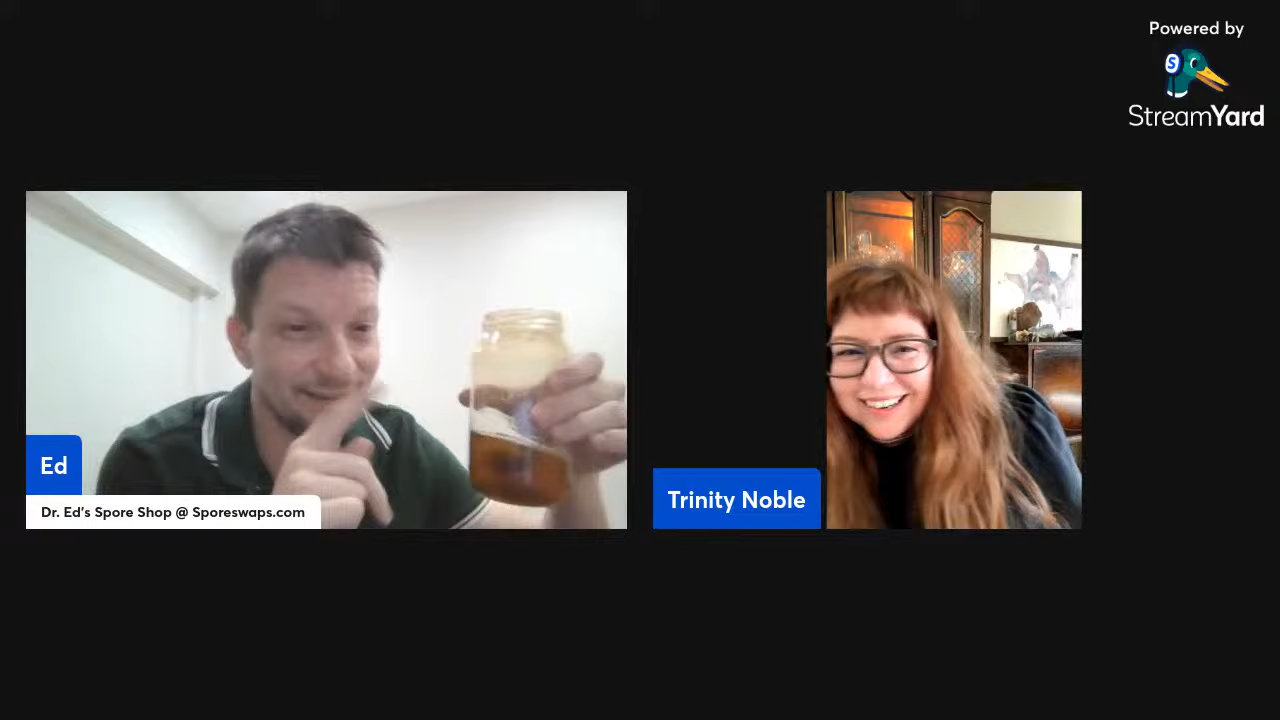 Powered by
S
StreamYard
Ed
Dr. Ed's Spore Shop @ Sporeswaps.com
Trinity Noble